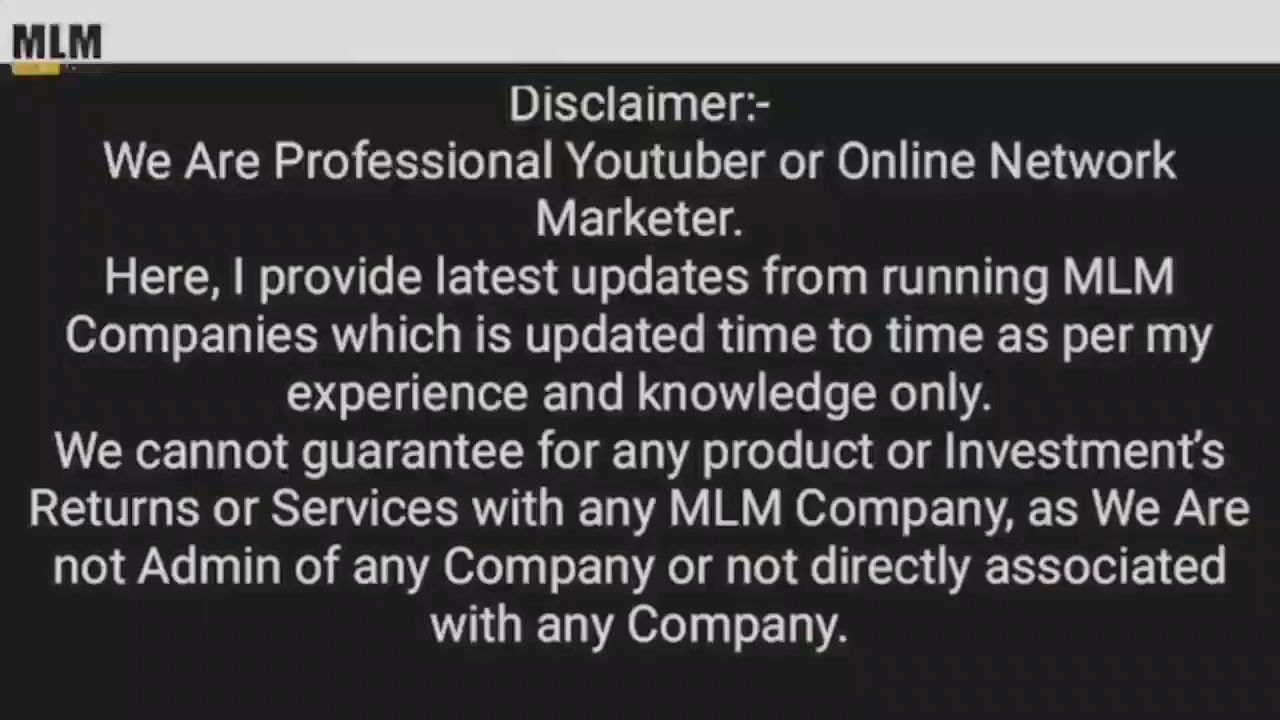 MLM
Disclaimer:-
We Are Professional Youtuber or Online Network
Marketer.
Here, I provide latest updates from running MLM
Companies which is updated time to time as per my
experience and knowledge only.
We cannot guarantee for any product or Investment’s
Returns or Services with any MLM Company, as We Are
not Admin of any Company or not directly associated
with any Company.